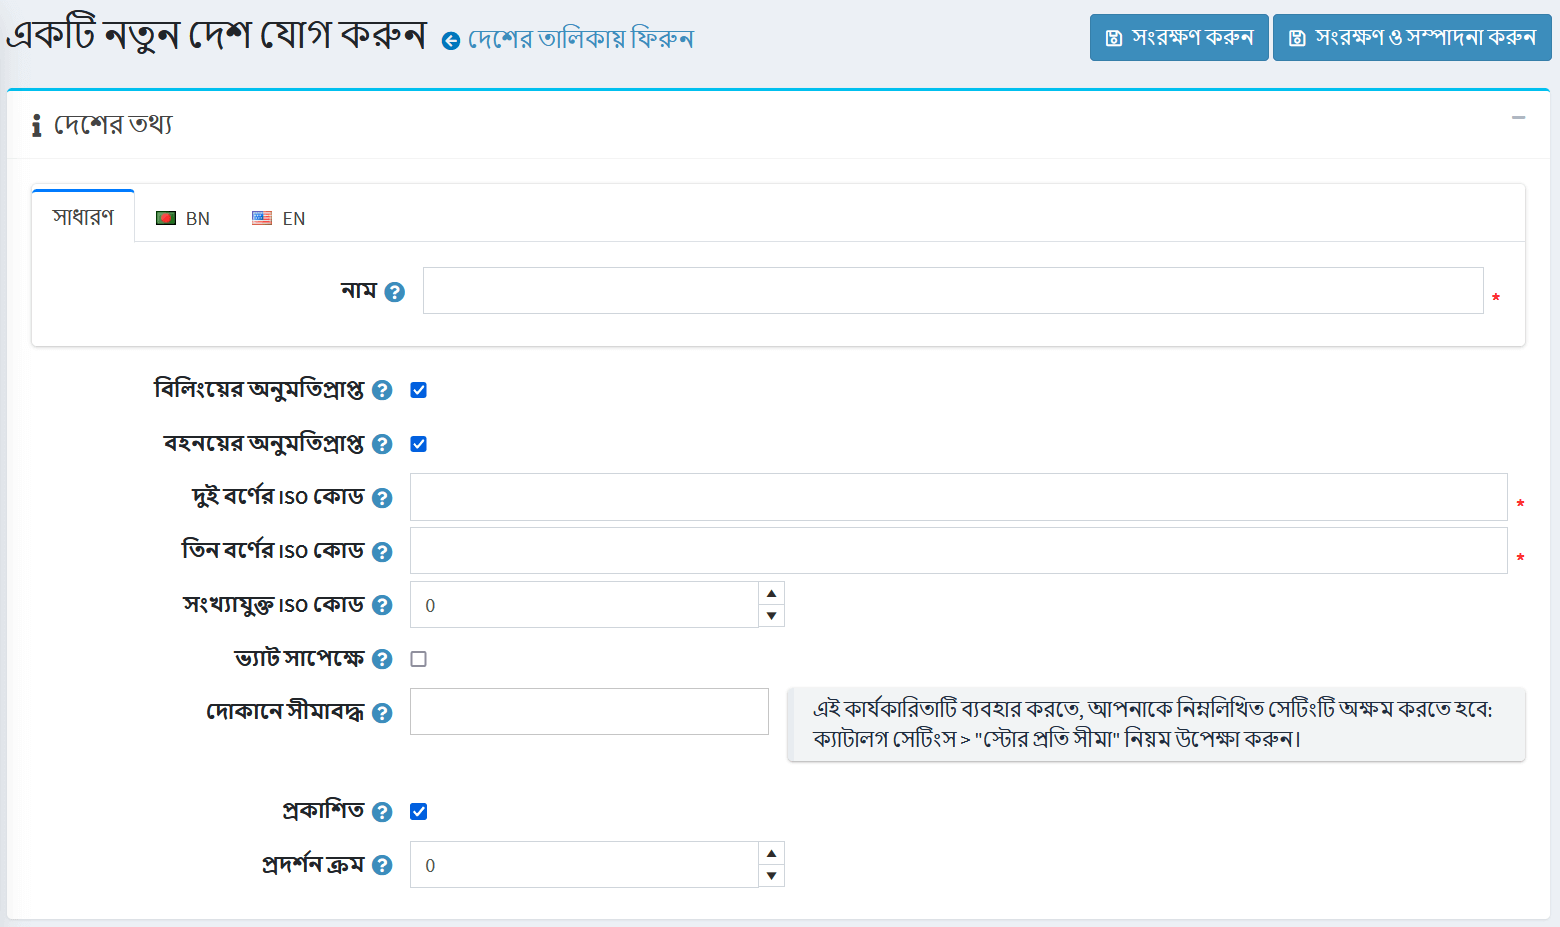 একটি নতুন দেশ যোগ করুন দেশের তালিকায় ফিরুন
সংরক্ষণ করুন
সংরক্ষণ ও সম্পাদনা করুন
দেশের তথ্য
সাধারণ
BN
EN
নাম
*
বিলিংয়ের অনুমতিপ্রাপ্ত
বহনয়ের অনুমতিপ্রাপ্ত
দুই বর্ণের ISO কোড
*
তিন বর্ণের ISO কোড
*
সংখ্যাযুক্ত ISO কোড
0
ভ্যাট সাপেক্ষে
দোকানে সীমাবদ্ধ
এই কার্যকারিতাটি ব্যবহার করতে, আপনাকে নিম্নলিখিত সেটিংটি অক্ষম করতে হবে:
ক্যাটালগ সেটিংস > "স্টোর প্রতি সীমা" নিয়ম উপেক্ষা করুন।
প্রকাশিত
প্রদর্শন ক্রম
0